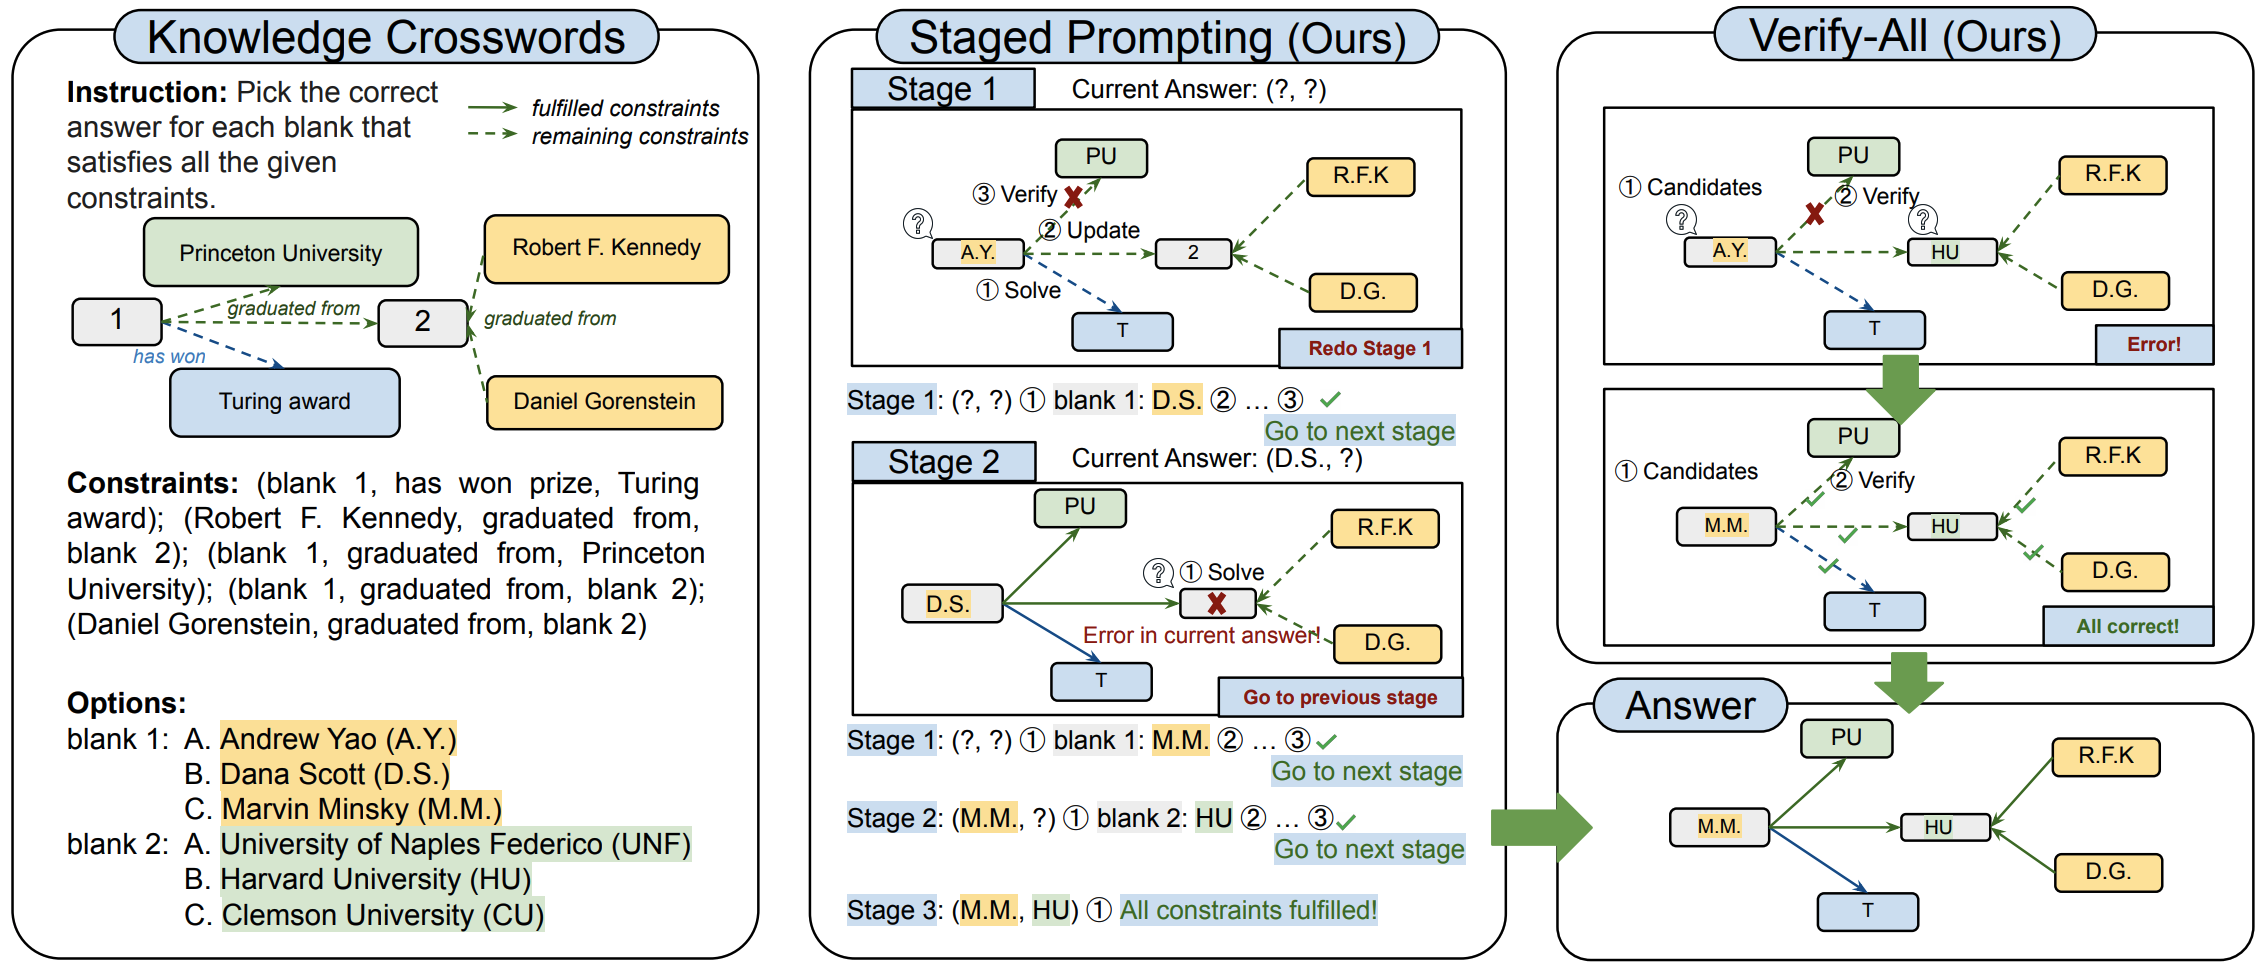 Knowledge Crosswords
Instruction: Pick the correct
answer for each blank that
satisfies all the given
constraints.
fulfilled constraints
remaining constraints
Princeton University
Robert F. Kennedy
1
graduated from
2
graduated from
has won
Turing award
Daniel Gorenstein
Constraints: (blank 1, has won prize, Turing
award); (Robert F. Kennedy, graduated from,
blank 2); (blank 1, graduated from, Princeton
University); (blank 1, graduated from, blank 2);
(Daniel Gorenstein, graduated from, blank 2)
Options:
blank 1: A. Andrew Yao (A.Y.)
B. Dana Scott (D.S.)
C. Marvin Minsky (M.M.)
blank 2: A. University of Naples Federico (UNF)
B. Harvard University (HU)
C. Clemson University (CU)
Staged Prompting (Ours)
Stage 1
Current Answer: (?, ?)
PU
R.F.K
③ Verify
?
② Update
A.Y.
2
① Solve
D.G.
T
Redo Stage 1
Stage 1: (?, ?) ① blank 1: D.S. ② … ③ ✓
Go to next stage
Stage 2
Current Answer: (D.S., ?)
PU
R.F.K
? ① Solve
D.S.
Error in current answer!
D.G.
T
Go to previous stage
Stage 1: (?, ?) ① blank 1: M.M. ② … ③ ✓
Go to next stage
Stage 2: (M.M., ?) ① blank 2: HU ② … ③ ✓
Go to next stage
Stage 3: (M.M., HU) ① All constraints fulfilled!
Verify-All (Ours)
PU
R.F.K
① Candidates
② Verify
?
?
A.Y.
HU
D.G.
T
Error!
PU
R.F.K
① Candidates
② Verify
M.M.
HU
D.G.
T
All correct!
Answer
PU
R.F.K
M.M.
HU
D.G.
T